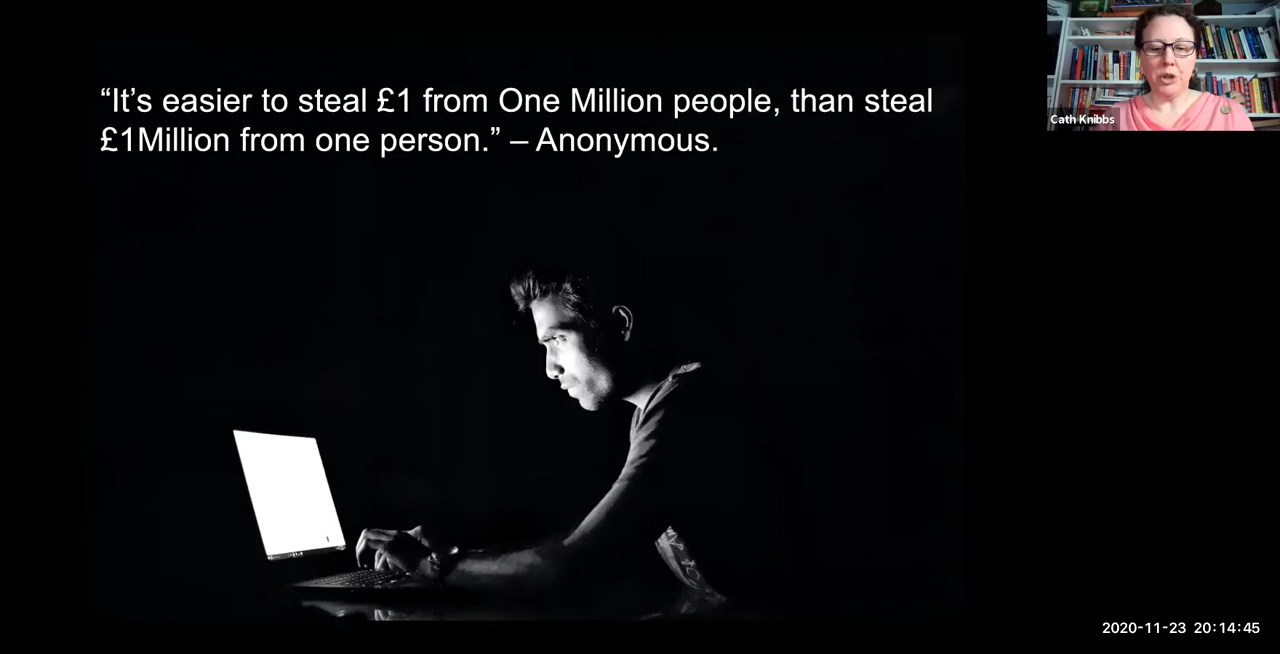 “It’s easier to steal £1 from One Million people, than steal
£1Million from one person.” – Anonymous.
Cath Knibbs
2020-11-23 20:14:45